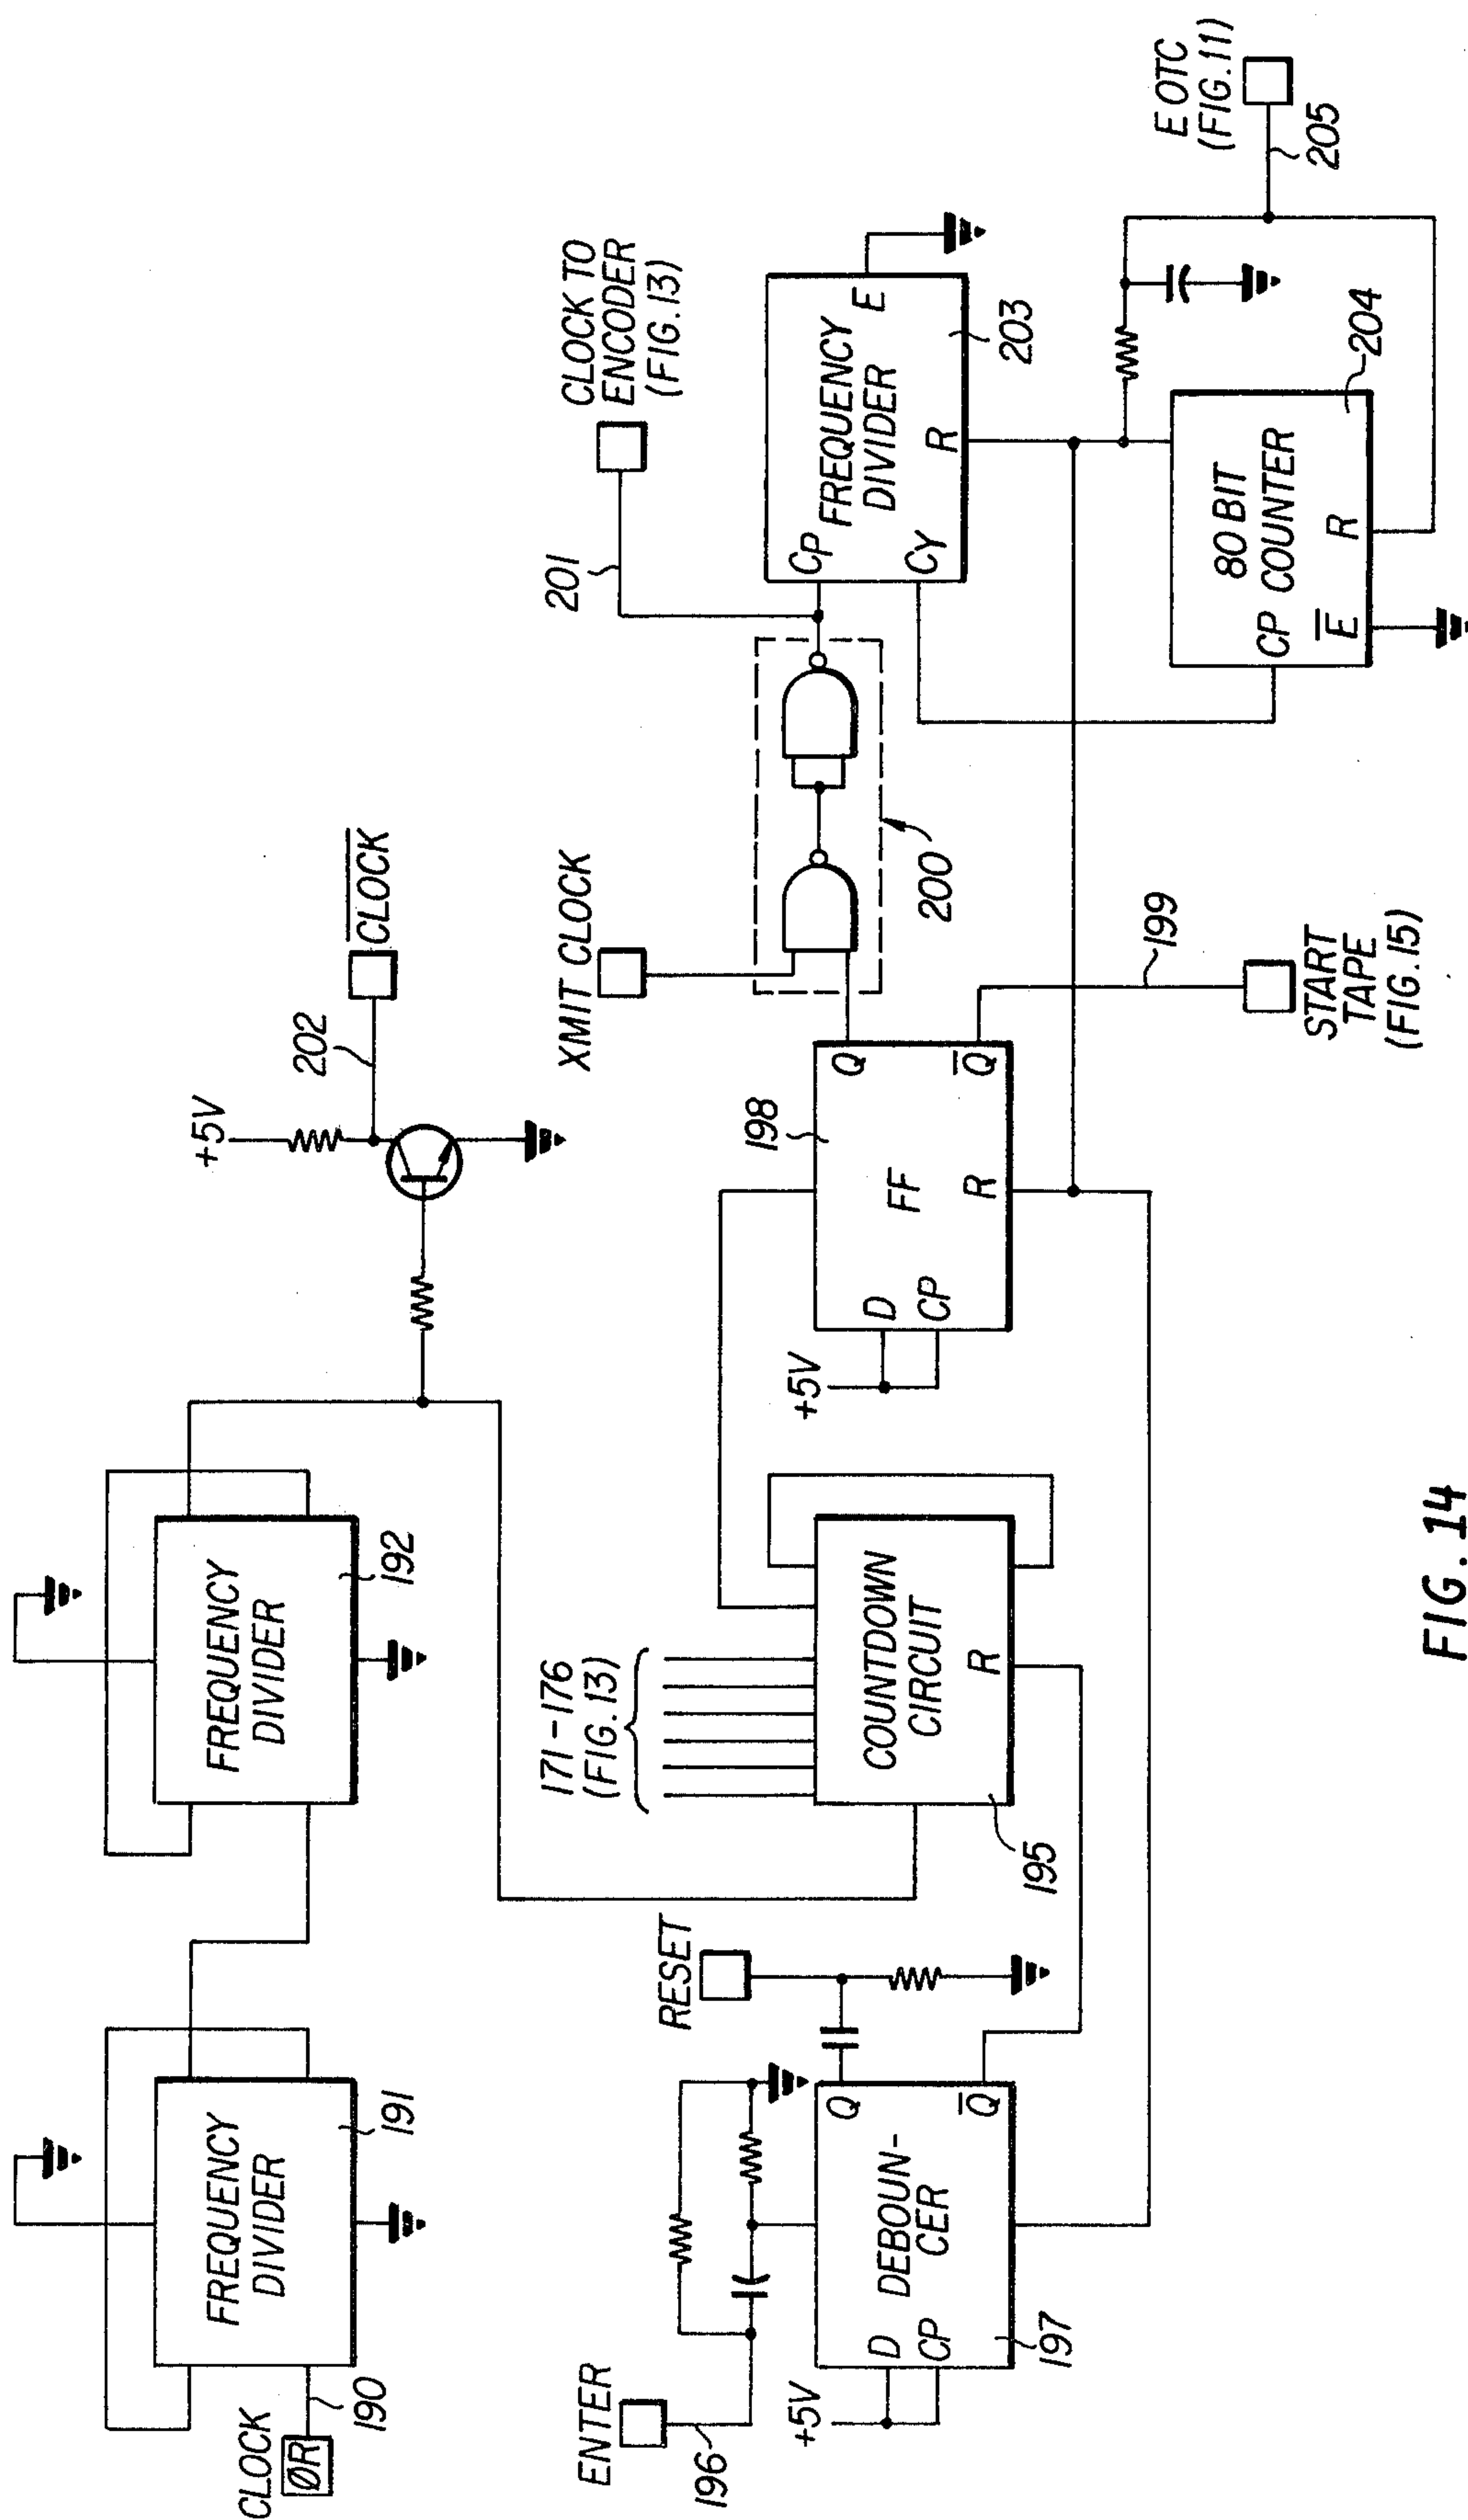 CLOCK
ØR
190
FREQUENCY
DIVIDER
191
FREQUENCY
DIVIDER
192
+5V
202
C̅L̅O̅C̅K̅
ENTER
196
RESET
+5V
D
CP
DEBOUN-
CER
Q
Q̅
197
171-176
(FIG. 13)
COUNTDOWN
CIRCUIT
R
195
+5V
D
CP
FF
R
Q
Q̅
198
XMIT CLOCK
200
199
START
TAPE
(FIG. 15)
201
CLOCK TO
ENCODER
(FIG. 13)
CP
CY
FREQUENCY
DIVIDER
R
E
203
80 BIT
COUNTER
CP
E̅
R
204
E OTC
(FIG. 11)
205
FIG. 14